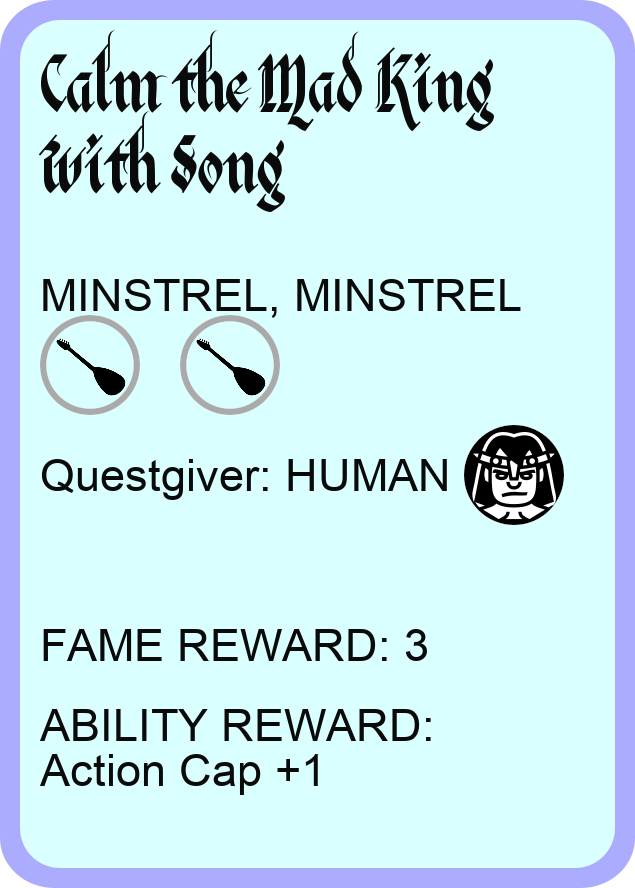 Calm the Mad King
with Song
MINSTREL, MINSTREL
Questgiver: HUMAN
FAME REWARD: 3
ABILITY REWARD:
Action Cap +1